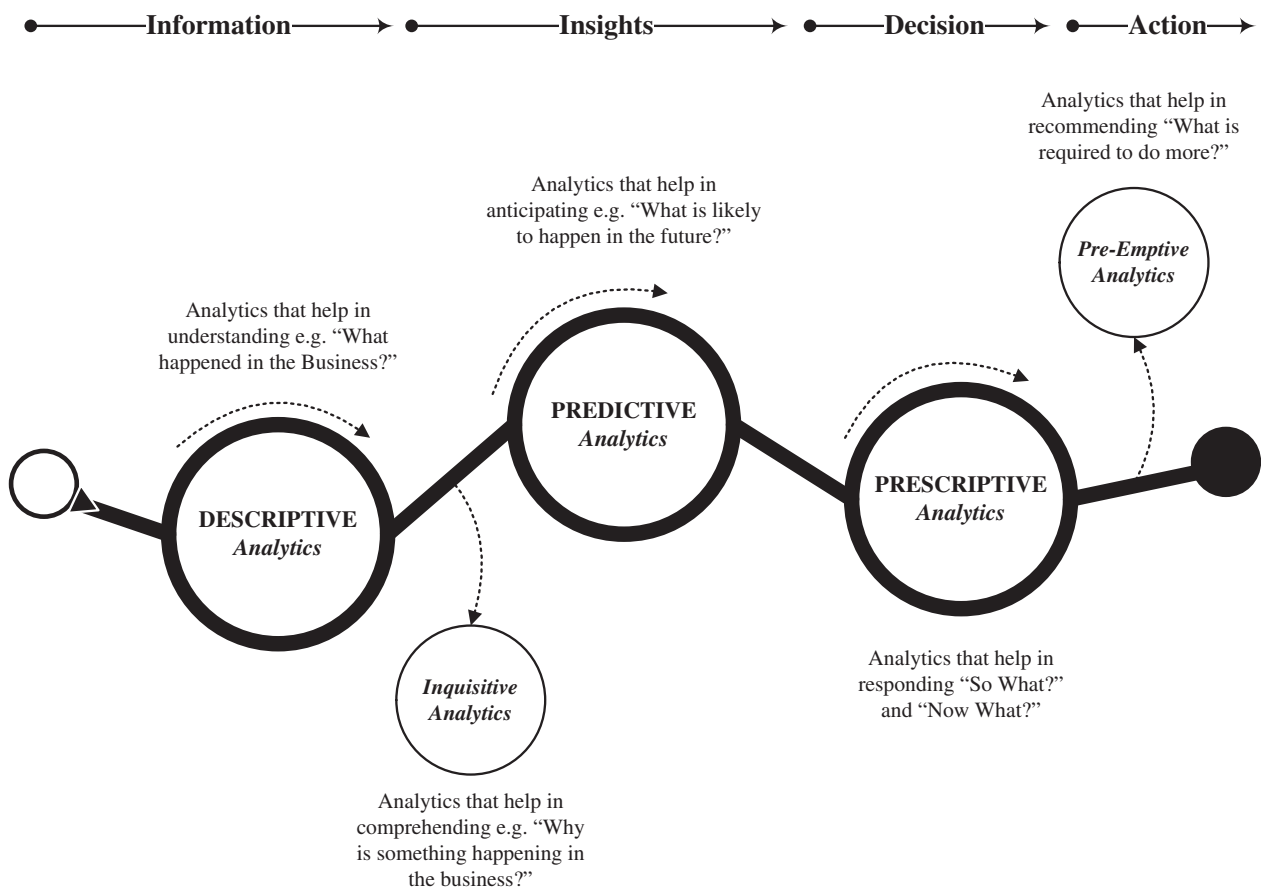 Information
Insights
Decision
Action
Analytics that help in
recommending “What is
required to do more?”
Pre-Emptive
Analytics
Analytics that help in
anticipating e.g. “What is likely
to happen in the future?”
Analytics that help in
understanding e.g. “What
happened in the Business?”
DESCRIPTIVE
Analytics
PREDICTIVE
Analytics
PRESCRIPTIVE
Analytics
Inquisitive
Analytics
Analytics that help in
comprehending e.g. “Why
is something happening in
the business?”
Analytics that help in
responding “So What?”
and “Now What?”